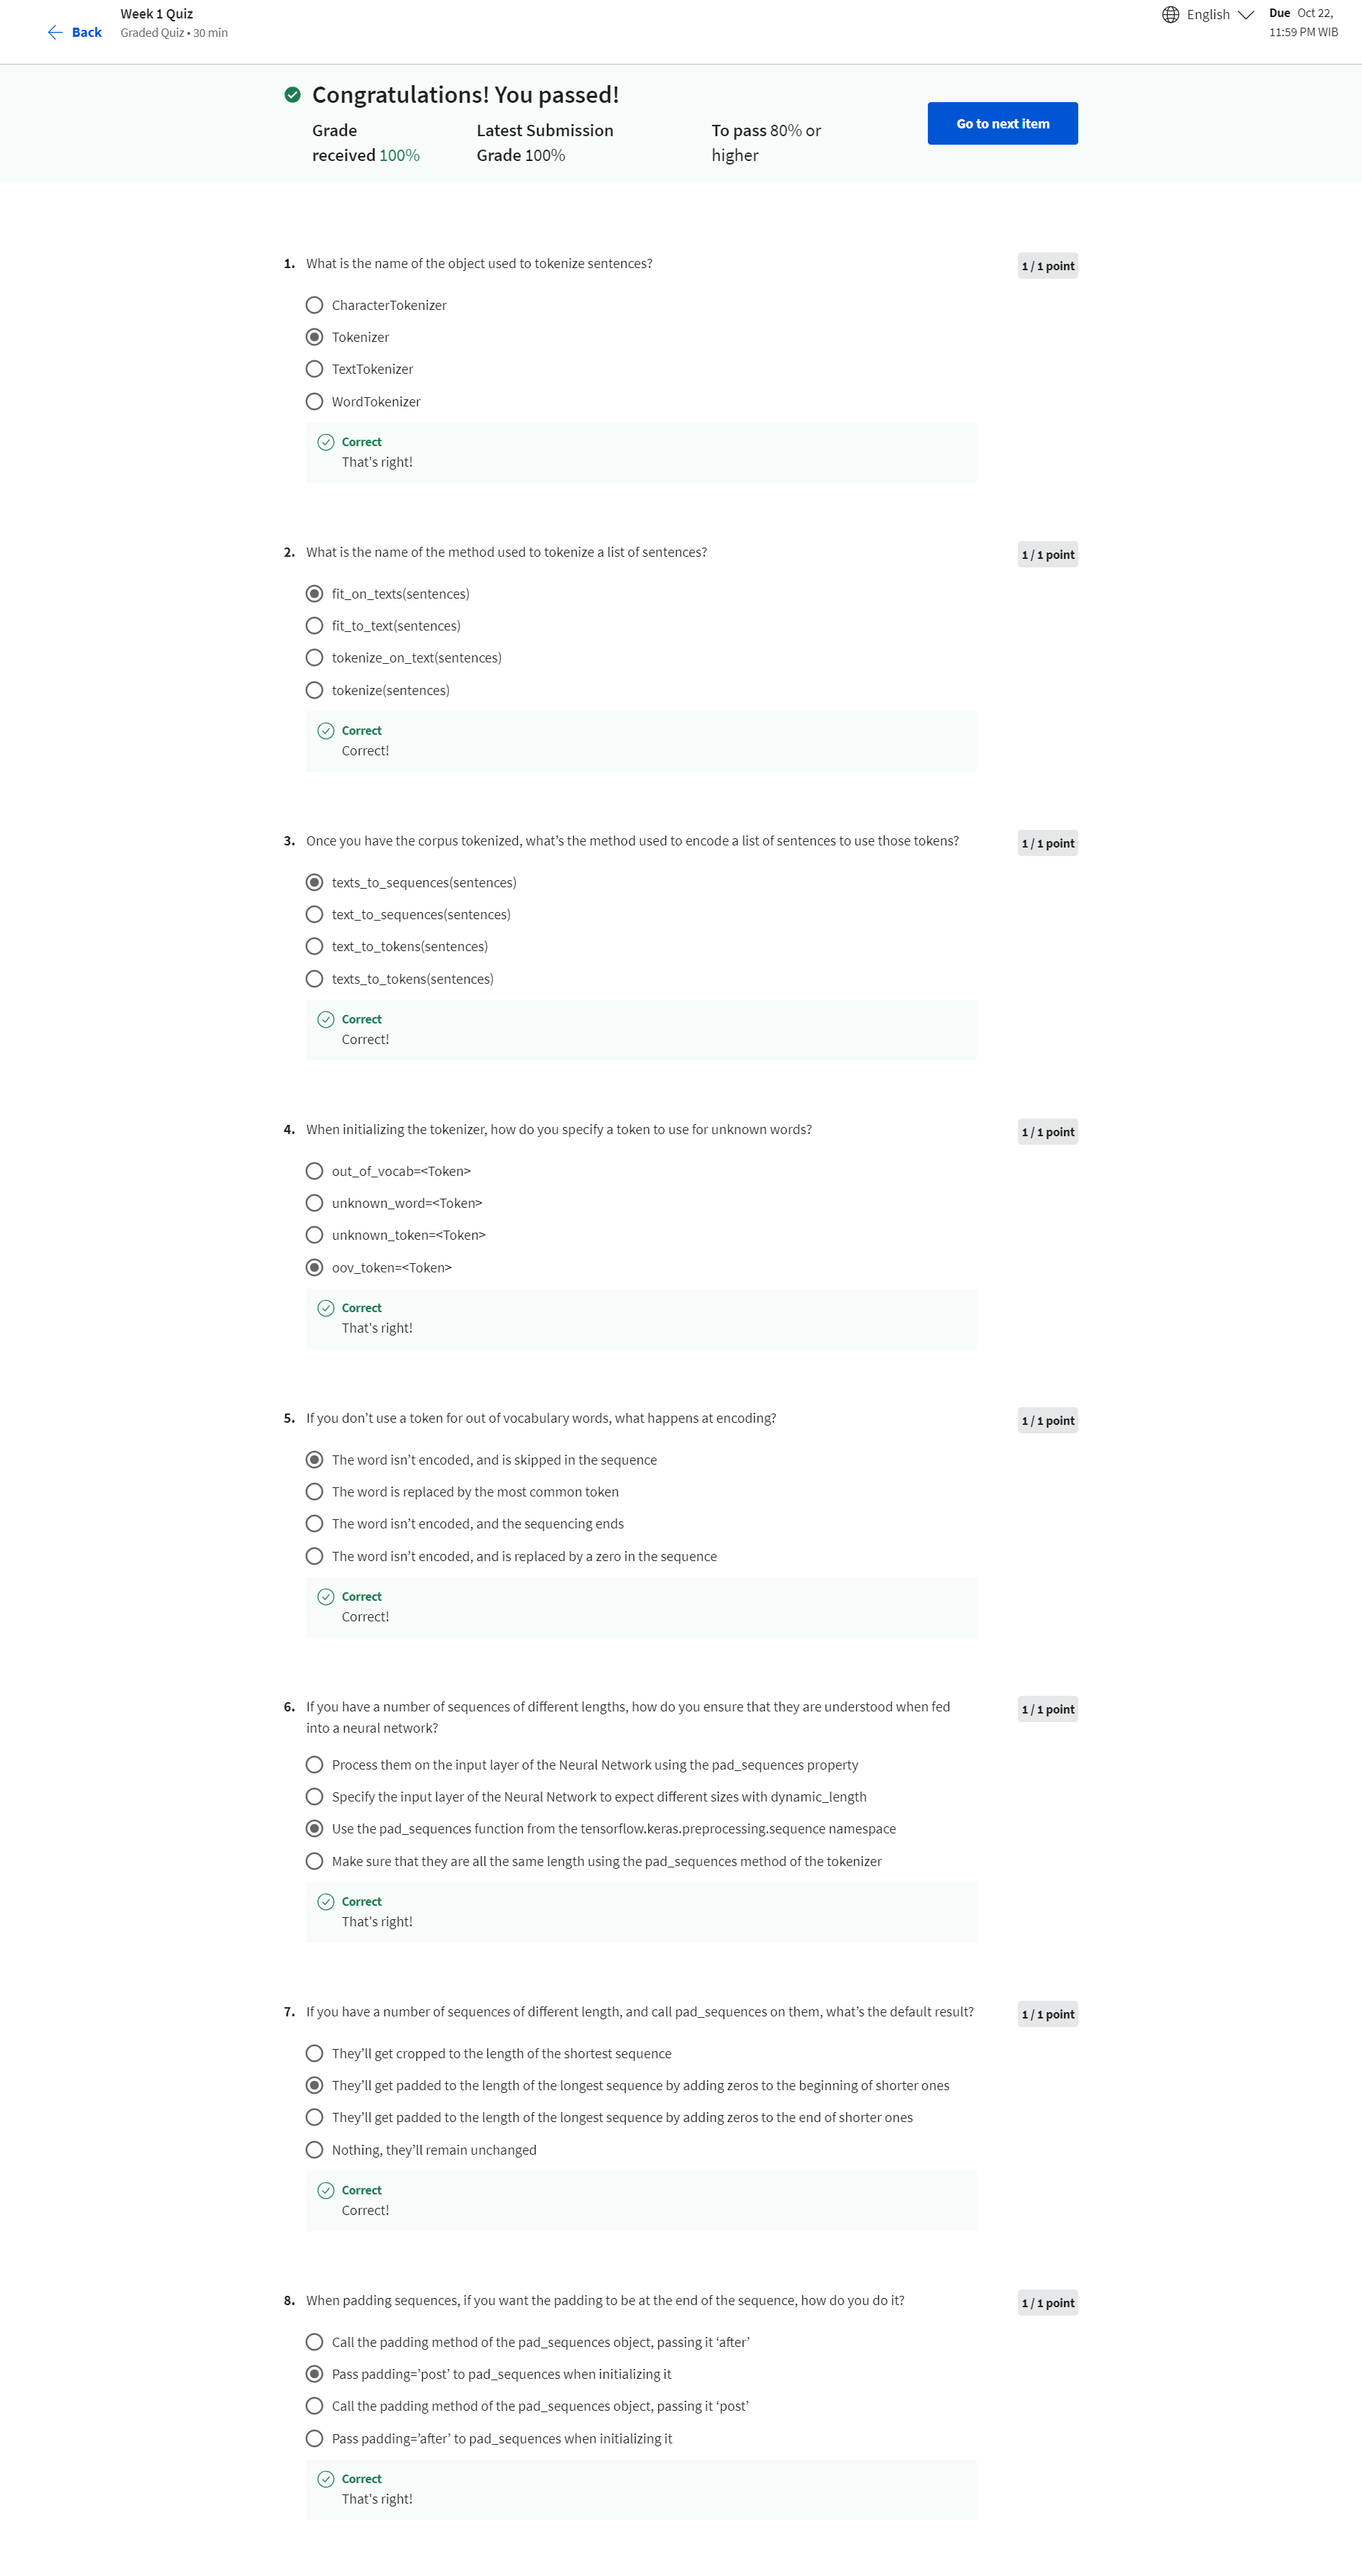 Back
Week 1 Quiz
Graded Quiz • 30 min
English
Due Oct 22,
11:59 PM WIB
Congratulations! You passed!
Grade
received 100%
Latest Submission
Grade 100%
To pass 80% or
higher
Go to next item
1. What is the name of the object used to tokenize sentences?
1 / 1 point
CharacterTokenizer
Tokenizer
TextTokenizer
WordTokenizer
Correct
That's right!
2. What is the name of the method used to tokenize a list of sentences?
1 / 1 point
fit_on_texts(sentences)
fit_to_text(sentences)
tokenize_on_text(sentences)
tokenize(sentences)
Correct
Correct!
3. Once you have the corpus tokenized, what’s the method used to encode a list of sentences to use those tokens?
1 / 1 point
texts_to_sequences(sentences)
text_to_sequences(sentences)
text_to_tokens(sentences)
texts_to_tokens(sentences)
Correct
Correct!
4. When initializing the tokenizer, how do you specify a token to use for unknown words?
1 / 1 point
out_of_vocab=<Token>
unknown_word=<Token>
unknown_token=<Token>
oov_token=<Token>
Correct
That's right!
5. If you don’t use a token for out of vocabulary words, what happens at encoding?
1 / 1 point
The word isn’t encoded, and is skipped in the sequence
The word is replaced by the most common token
The word isn’t encoded, and the sequencing ends
The word isn’t encoded, and is replaced by a zero in the sequence
Correct
Correct!
6. If you have a number of sequences of different lengths, how do you ensure that they are understood when fed
into a neural network?
1 / 1 point
Process them on the input layer of the Neural Network using the pad_sequences property
Specify the input layer of the Neural Network to expect different sizes with dynamic_length
Use the pad_sequences function from the tensorflow.keras.preprocessing.sequence namespace
Make sure that they are all the same length using the pad_sequences method of the tokenizer
Correct
That's right!
7. If you have a number of sequences of different length, and call pad_sequences on them, what’s the default result?
1 / 1 point
They’ll get cropped to the length of the shortest sequence
They’ll get padded to the length of the longest sequence by adding zeros to the beginning of shorter ones
They’ll get padded to the length of the longest sequence by adding zeros to the end of shorter ones
Nothing, they’ll remain unchanged
Correct
Correct!
8. When padding sequences, if you want the padding to be at the end of the sequence, how do you do it?
1 / 1 point
Call the padding method of the pad_sequences object, passing it ‘after’
Pass padding=’post’ to pad_sequences when initializing it
Call the padding method of the pad_sequences object, passing it ‘post’
Pass padding=’after’ to pad_sequences when initializing it
Correct
That's right!